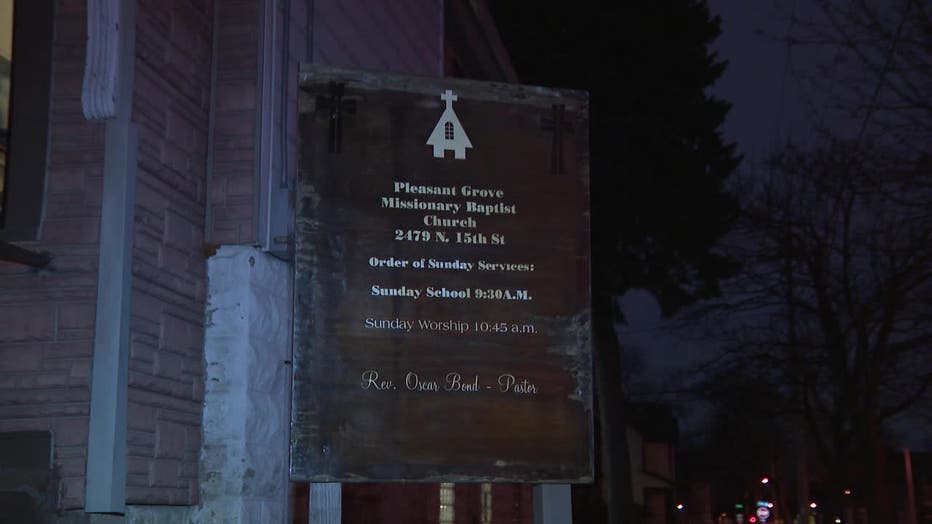 Pleasant Grove
Missionary Baptist
Church
2479 N. 15th St
Order of Sunday Services:
Sunday School 9:30A.M.
Sunday Worship 10:45 a.m.
Rev. Oscar Bond - Pastor